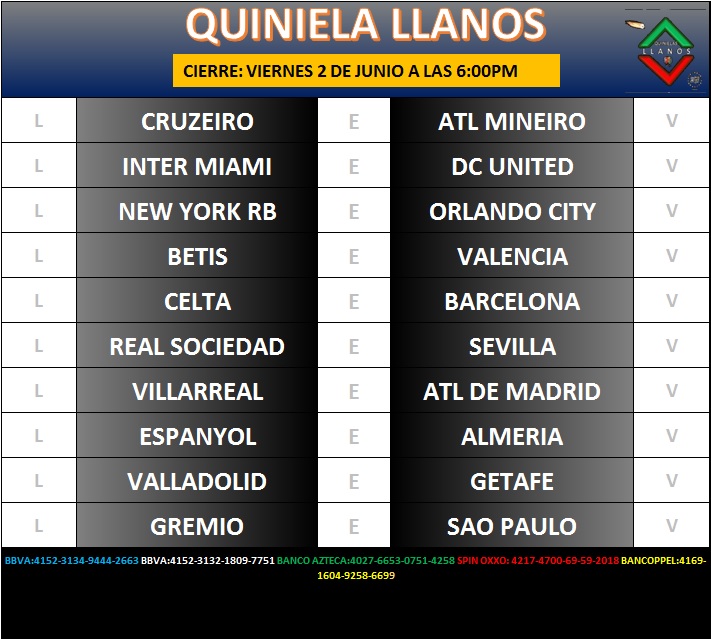 QUINIELA LLANOS
CIERRE: VIERNES 2 DE JUNIO A LAS 6:00PM
QUINIELAS
LLANOS
L CRUZEIRO E ATL MINEIRO V
L INTER MIAMI E DC UNITED V
L NEW YORK RB E ORLANDO CITY V
L BETIS E VALENCIA V
L CELTA E BARCELONA V
L REAL SOCIEDAD E SEVILLA V
L VILLARREAL E ATL DE MADRID V
L ESPANYOL E ALMERIA V
L VALLADOLID E GETAFE V
L GREMIO E SAO PAULO V
BBVA:4152-3134-9444-2663 BBVA:4152-3132-1809-7751 BANCO AZTECA:4027-6653-0751-4258 SPIN OXXO: 4217-4700-69-59-2018 BANCOPPEL:4169-
1604-9258-6699